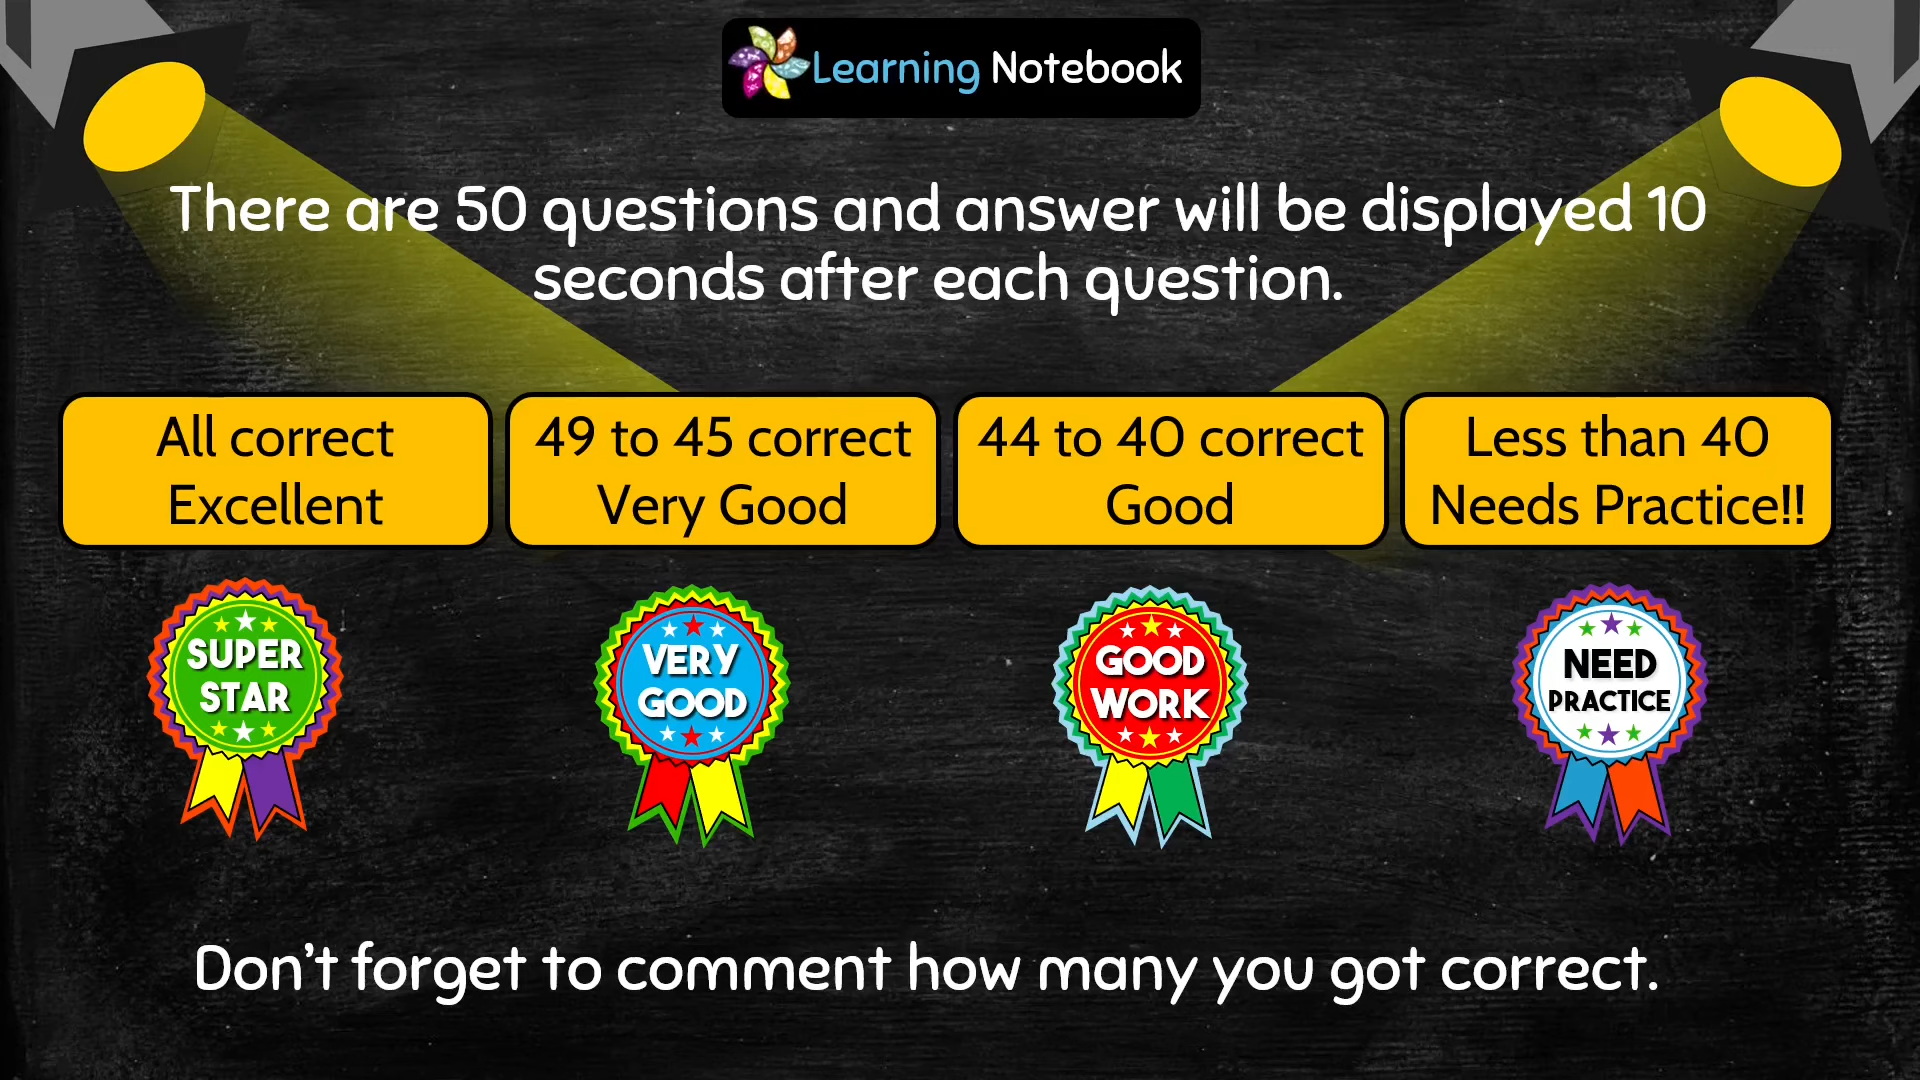 Learning Notebook
There are 50 questions and answer will be displayed 10
seconds after each question.
All correct
Excellent
49 to 45 correct
Very Good
44 to 40 correct
Good
Less than 40
Needs Practice!!
SUPER
STAR
VERY
GOOD
GOOD
WORK
NEED
PRACTICE
Don't forget to comment how many you got correct.